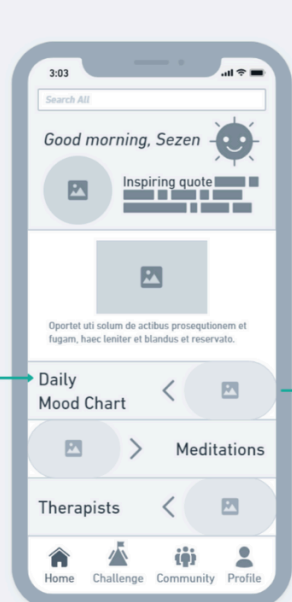 3:03
Search All
Good morning, Sezen
Inspiring quote
Oportet uti solum de actibus prosequtionem et
fugam, haec leniter et blandus et reservato.
Daily
Mood Chart
Meditations
Therapists
Home Challenge Community Profile